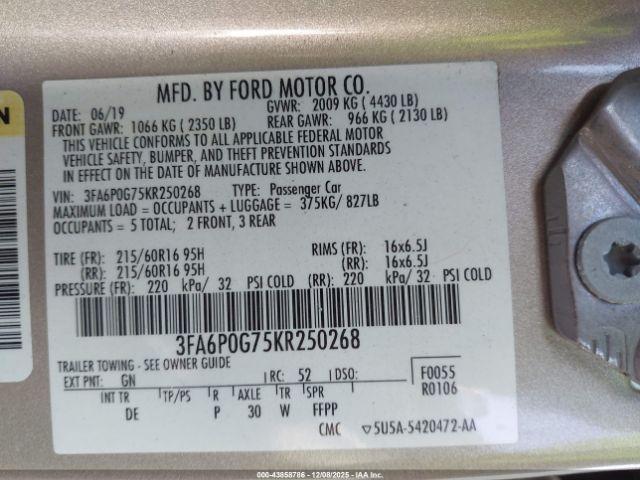 MFD. BY FORD MOTOR CO.
DATE: 06/19 GVWR: 2009 KG ( 4430 LB)
FRONT GAWR: 1066 KG ( 2350 LB) REAR GAWR: 966 KG ( 2130 LB)
THIS VEHICLE CONFORMS TO ALL APPLICABLE FEDERAL MOTOR
VEHICLE SAFETY, BUMPER, AND THEFT PREVENTION STANDARDS
IN EFFECT ON THE DATE OF MANUFACTURE SHOWN ABOVE.
VIN: 3FA6P0G75KR250268 TYPE: Passenger Car
MAXIMUM LOAD = OCCUPANTS + LUGGAGE = 375KG/ 827LB
OCCUPANTS = 5 TOTAL; 2 FRONT, 3 REAR
TIRE (FR): 215/60R16 95H RIMS (FR): 16x6.5J
(RR): 215/60R16 95H (RR): 16x6.5J
PRESSURE (FR): 220 kPa/ 32 PSI COLD (RR): 220 kPa/ 32 PSI COLD
3FA6P0G75KR250268
TRAILER TOWING - SEE OWNER GUIDE
EXT PNT: GN RC: 52 DSO: F0055
R0106
INT TR TP/PS R AXLE TR SPR
DE P 30 W FFPP
CMC ▽5U5A-5420472-AA
N
000-43858786 - 12/08/2025 - IAAI.CA